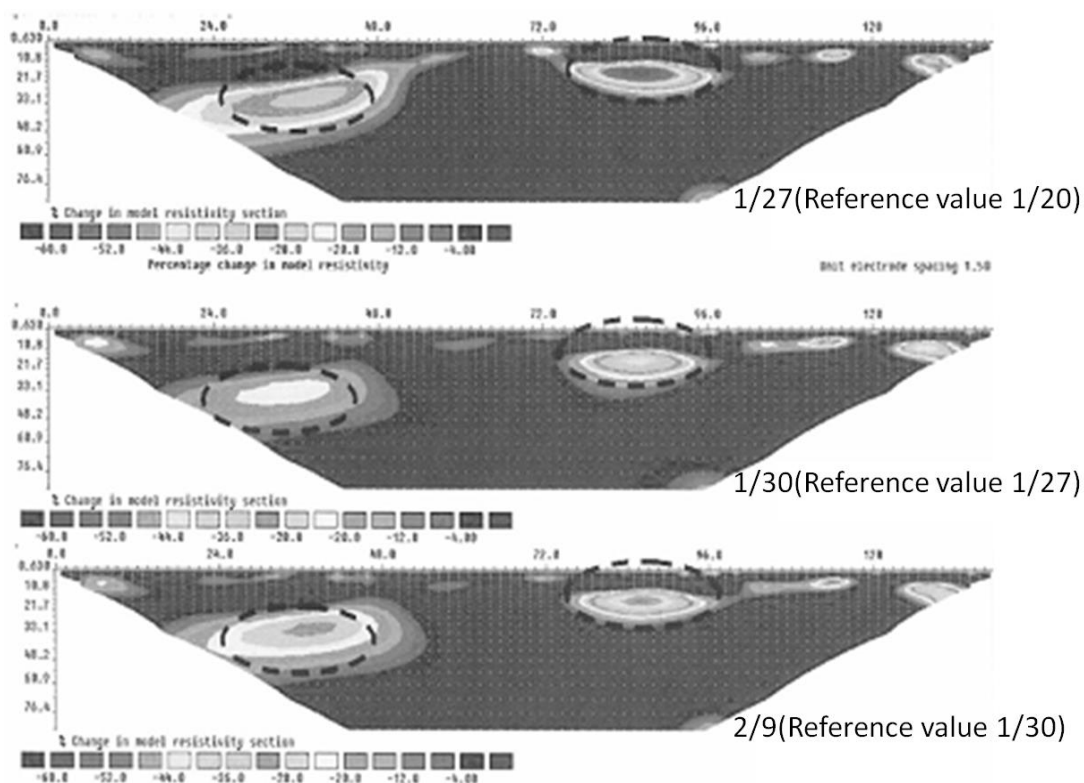 0.0 24.0 48.0 72.0 96.0 120
0.630
10.8
21.7
33.1
48.2
60.9
76.4
1/27(Reference value 1/20)
% Change in model resistivity section
-60.0 -52.0 -44.0 -36.0 -28.0 -20.0 -12.0 -4.00
Percentage change in model resistivity
Unit electrode spacing 1.50
0.0 24.0 48.0 72.0 96.0 120
0.630
10.8
21.7
33.1
48.2
60.9
76.4
1/30(Reference value 1/27)
% Change in model resistivity section
-60.0 -52.0 -44.0 -36.0 -28.0 -20.0 -12.0 -4.00
0.0 24.0 48.0 72.0 96.0 120
0.630
10.8
21.7
33.1
48.2
60.9
76.4
2/9(Reference value 1/30)
% Change in model resistivity section
-60.0 -52.0 -44.0 -36.0 -28.0 -20.0 -12.0 -4.00